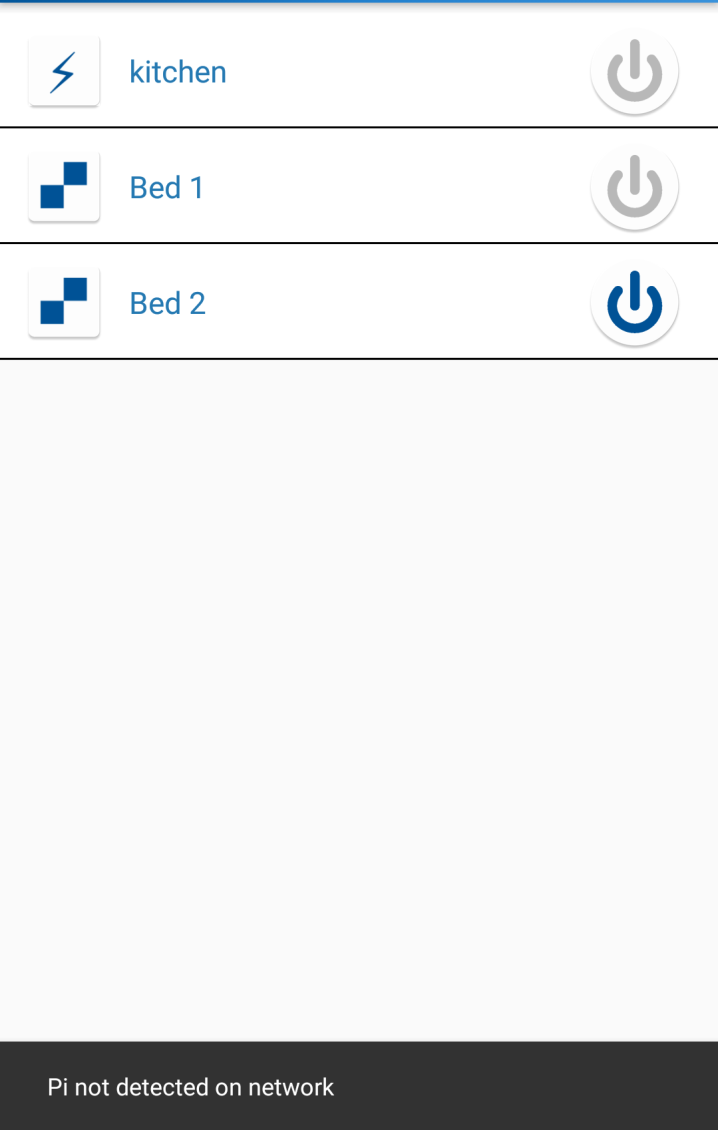 kitchen
Bed 1
Bed 2
Pi not detected on network